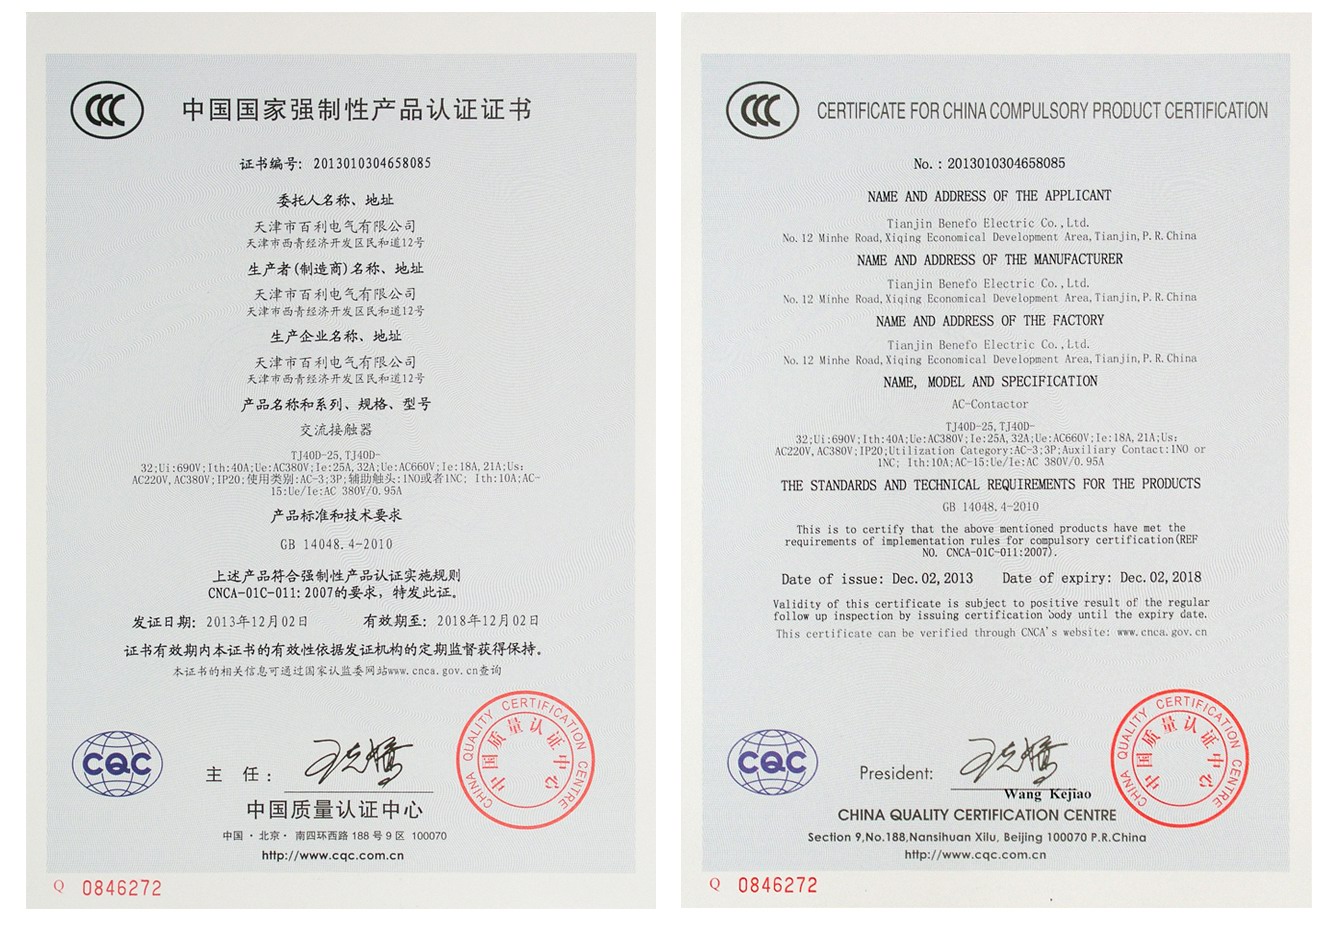 中国国家强制性产品认证证书
证书编号: 2013010304658085
委托人名称、地址
天津市百利电气有限公司
天津市西青经济开发区民和道12号
生产者(制造商)名称、地址
天津市百利电气有限公司
天津市西青经济开发区民和道12号
生产企业名称、地址
天津市百利电气有限公司
天津市西青经济开发区民和道12号
产品名称和系列、规格、型号
交流接触器
TJ40D-25,TJ40D-
32;Ui:690V;Ith:40A;Ue:AC380V;Ie:25A,32A;Ue:AC660V;Ie:18A,21A;Us:
AC220V,AC380V;IP20;使用类别:AC-3;3P;辅助触头:1NO或者1NC; Ith:10A;AC-
15:Ue/Ie:AC 380V/0.95A
产品标准和技术要求
GB 14048.4-2010
上述产品符合强制性产品认证实施规则
CNCA-01C-011:2007的要求，特发此证。
发证日期: 2013年12月02日 有效期至: 2018年12月02日
证书有效期内本证书的有效性依据发证机构的定期监督获得保持。
本证书的相关信息可通过国家认监委网站www.cnca.gov.cn查询
CQC
主 任:
CHINA QUALITY CERTIFICATION CENTRE
中国质量认证中心
中国质量认证中心
中国·北京· 南四环西路 188 号 9 区 100070
http://www.cqc.com.cn
Q 0846272
CERTIFICATE FOR CHINA COMPULSORY PRODUCT CERTIFICATION
No.: 2013010304658085
NAME AND ADDRESS OF THE APPLICANT
Tianjin Benefo Electric Co.,Ltd.
No.12 Minhe Road,Xiqing Economical Development Area,Tianjin,P.R.China
NAME AND ADDRESS OF THE MANUFACTURER
Tianjin Benefo Electric Co.,Ltd.
No.12 Minhe Road,Xiqing Economical Development Area,Tianjin,P.R.China
NAME AND ADDRESS OF THE FACTORY
Tianjin Benefo Electric Co.,Ltd.
No.12 Minhe Road,Xiqing Economical Development Area,Tianjin,P.R.China
NAME, MODEL AND SPECIFICATION
AC-Contactor
TJ40D-25,TJ40D-
32;Ui:690V;Ith:40A;Ue:AC380V;Ie:25A,32A;Ue:AC660V;Ie:18A,21A;Us:
AC220V,AC380V;IP20;Utilization Category:AC-3;3P;Auxiliary Contact:1NO or
1NC; Ith:10A;AC-15:Ue/Ie:AC 380V/0.95A
THE STANDARDS AND TECHNICAL REQUIREMENTS FOR THE PRODUCTS
GB 14048.4-2010
This is to certify that the above mentioned products have met the
requirements of implementation rules for compulsory certification(REF
NO. CNCA-01C-011:2007).
Date of issue: Dec.02,2013 Date of expiry: Dec.02,2018
Validity of this certificate is subject to positive result of the regular
follow up inspection by issuing certification body until the expiry date.
This certificate can be verified through CNCA's website: www.cnca.gov.cn
CQC
President:
Wang Kejiao
CHINA QUALITY CERTIFICATION CENTRE
中国质量认证中心
CHINA QUALITY CERTIFICATION CENTRE
Section 9,No.188,Nansihuan Xilu, Beijing 100070 P.R.China
http://www.cqc.com.cn
Q 0846272